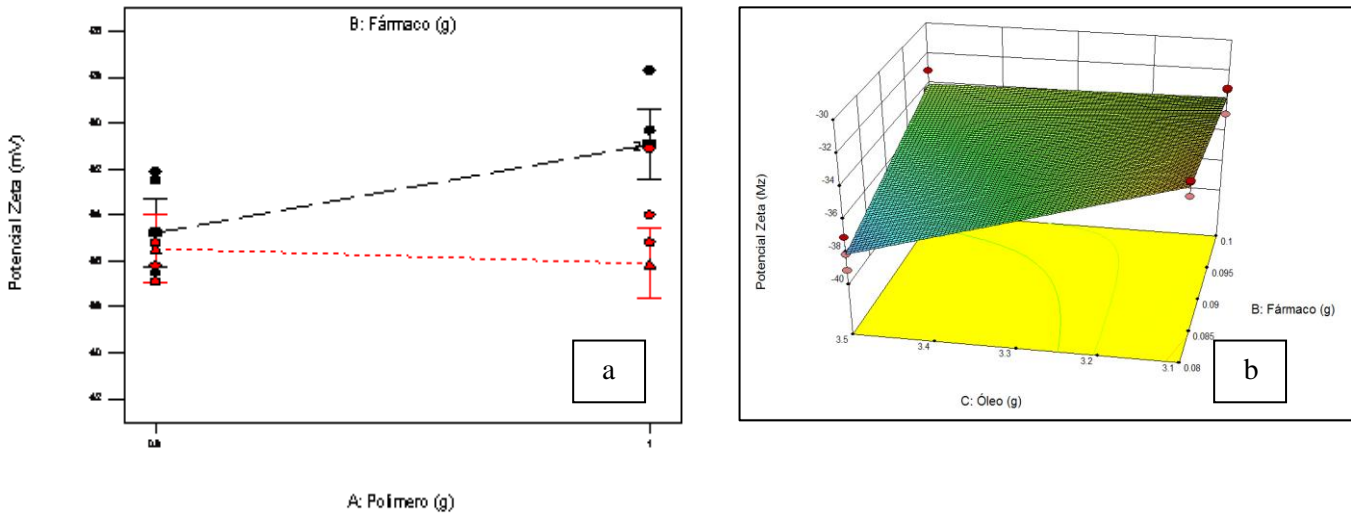 B: Fármaco (g)
Potencial Zeta (mV)
1
A: Polímero (g)
a
-30
-32
-34
-36
-38
-40
Potencial Zeta (Mz)
3.5
3.4
3.3
3.2
3.1
C: Óleo (g)
0.1
0.095
0.09
0.085
0.08
B: Fármaco (g)
b